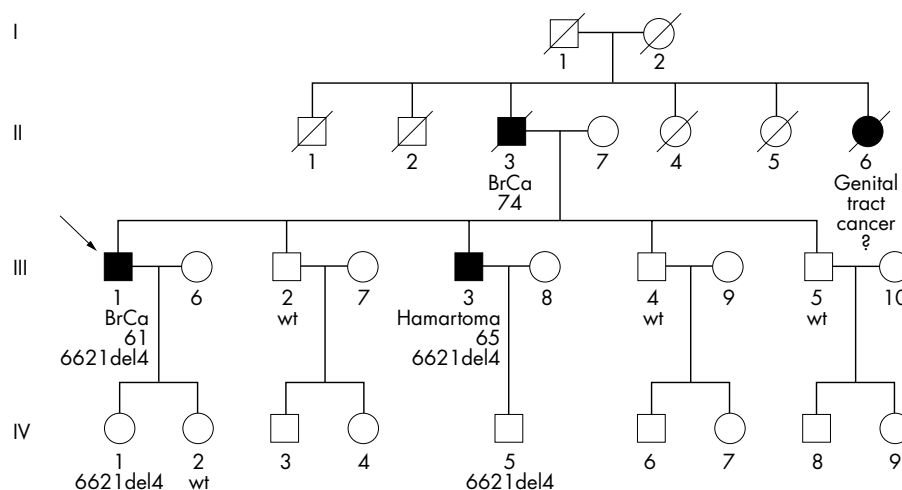 I
1 2
II
1 2 3 7 4 5 6
BrCa
74
Genital
tract
cancer
?
III
1 6 2 7 3 8 4 9 5 10
BrCa
61
6621del4
wt
Hamartoma
65
6621del4
wt
wt
IV
1 2 3 4 5 6 7 8 9
6621del4
wt
6621del4